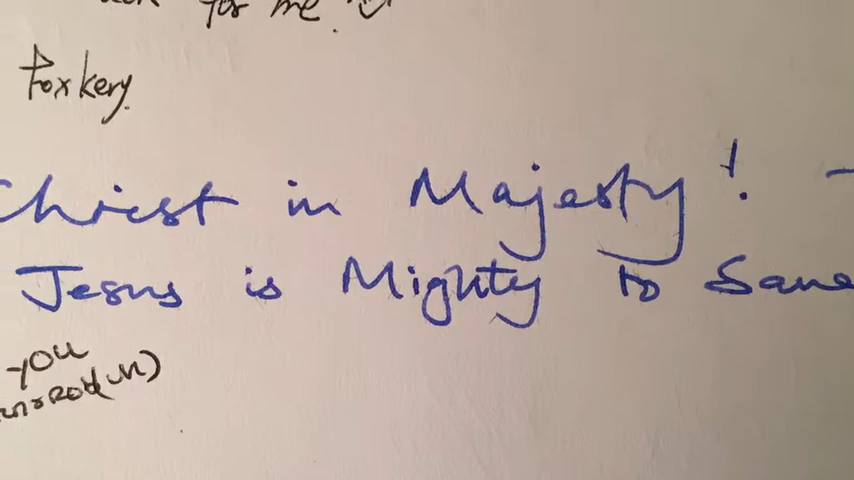 for me.
Foxkery.
Christ in Majesty!
Jesus is Mighty to Save
you